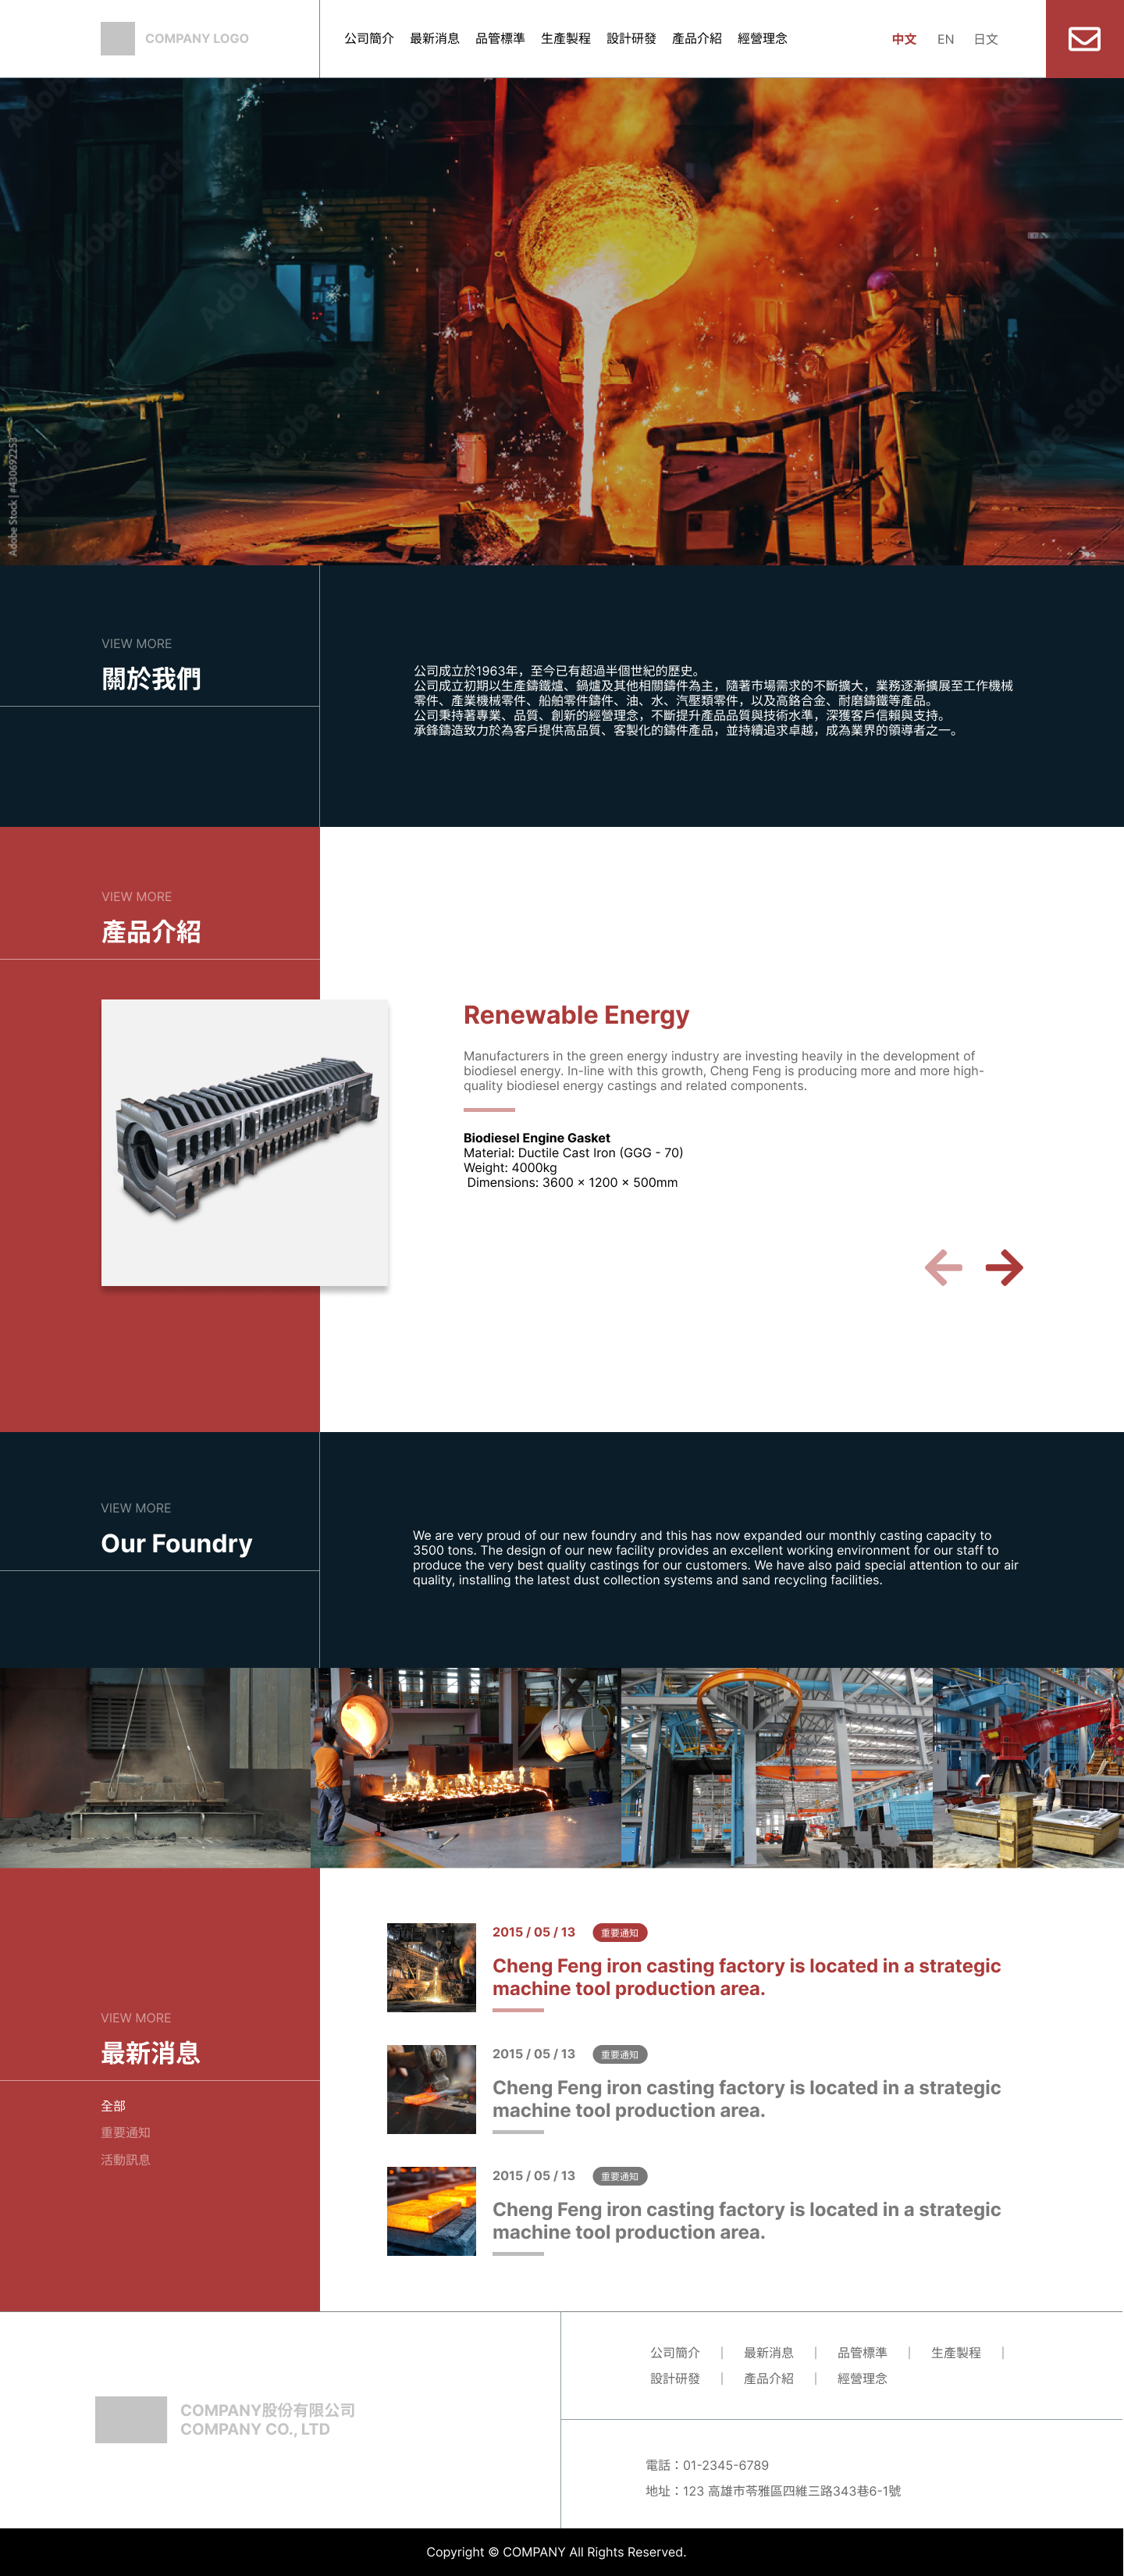 COMPANY LOGO
公司簡介 最新消息 品管標準 生產製程 設計研發 產品介紹 經營理念
中文 EN 日文
Adobe Stock | #430692253
VIEW MORE
關於我們
公司成立於1963年，至今已有超過半個世紀的歷史。
公司成立初期以生產鑄鐵爐、鍋爐及其他相關鑄件為主，隨著市場需求的不斷擴大，業務逐漸擴展至工作機械
零件、產業機械零件、船舶零件鑄件、油、水、汽壓類零件，以及高鉻合金、耐磨鑄鐵等產品。
公司秉持著專業、品質、創新的經營理念，不斷提升產品品質與技術水準，深獲客戶信賴與支持。
承鋒鑄造致力於為客戶提供高品質、客製化的鑄件產品，並持續追求卓越，成為業界的領導者之一。
VIEW MORE
產品介紹
Renewable Energy
Manufacturers in the green energy industry are investing heavily in the development of
biodiesel energy. In-line with this growth, Cheng Feng is producing more and more high-
quality biodiesel energy castings and related components.
Biodiesel Engine Gasket
Material: Ductile Cast Iron (GGG - 70)
Weight: 4000kg
Dimensions: 3600 × 1200 × 500mm
VIEW MORE
Our Foundry
We are very proud of our new foundry and this has now expanded our monthly casting capacity to
3500 tons. The design of our new facility provides an excellent working environment for our staff to
produce the very best quality castings for our customers. We have also paid special attention to our air
quality, installing the latest dust collection systems and sand recycling facilities.
VIEW MORE
最新消息
全部
重要通知
活動訊息
2015 / 05 / 13 重要通知
Cheng Feng iron casting factory is located in a strategic
machine tool production area.
2015 / 05 / 13 重要通知
Cheng Feng iron casting factory is located in a strategic
machine tool production area.
2015 / 05 / 13 重要通知
Cheng Feng iron casting factory is located in a strategic
machine tool production area.
COMPANY股份有限公司
COMPANY CO., LTD
公司簡介 | 最新消息 | 品管標準 | 生產製程 |
設計研發 | 產品介紹 | 經營理念
電話：01-2345-6789
地址：123 高雄市苓雅區四維三路343巷6-1號
Copyright © COMPANY All Rights Reserved.